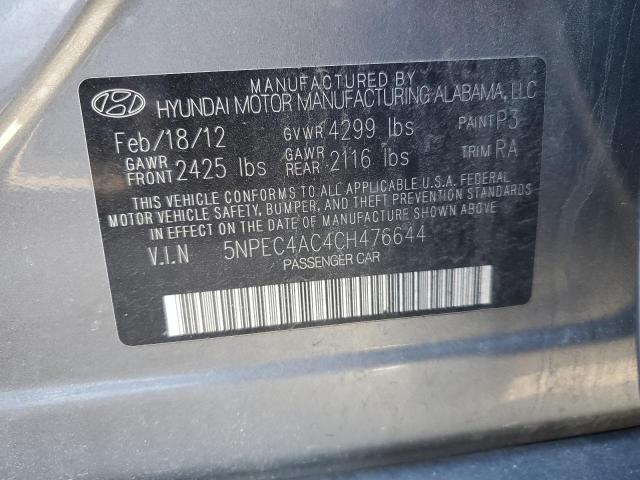 MANUFACTURED BY
HYUNDAI MOTOR MANUFACTURING ALABAMA, LLC
Feb/18/12 GVWR 4299 lbs PAINT P3
GAWR FRONT 2425 lbs GAWR REAR 2116 lbs TRIM RA
THIS VEHICLE CONFORMS TO ALL APPLICABLE U.S.A. FEDERAL
MOTOR VEHICLE SAFETY, BUMPER, AND THEFT PREVENTION STANDARDS
IN EFFECT ON THE DATE OF MANUFACTURE SHOWN ABOVE.
V.I.N 5NPEC4AC4CH476644
PASSENGER CAR